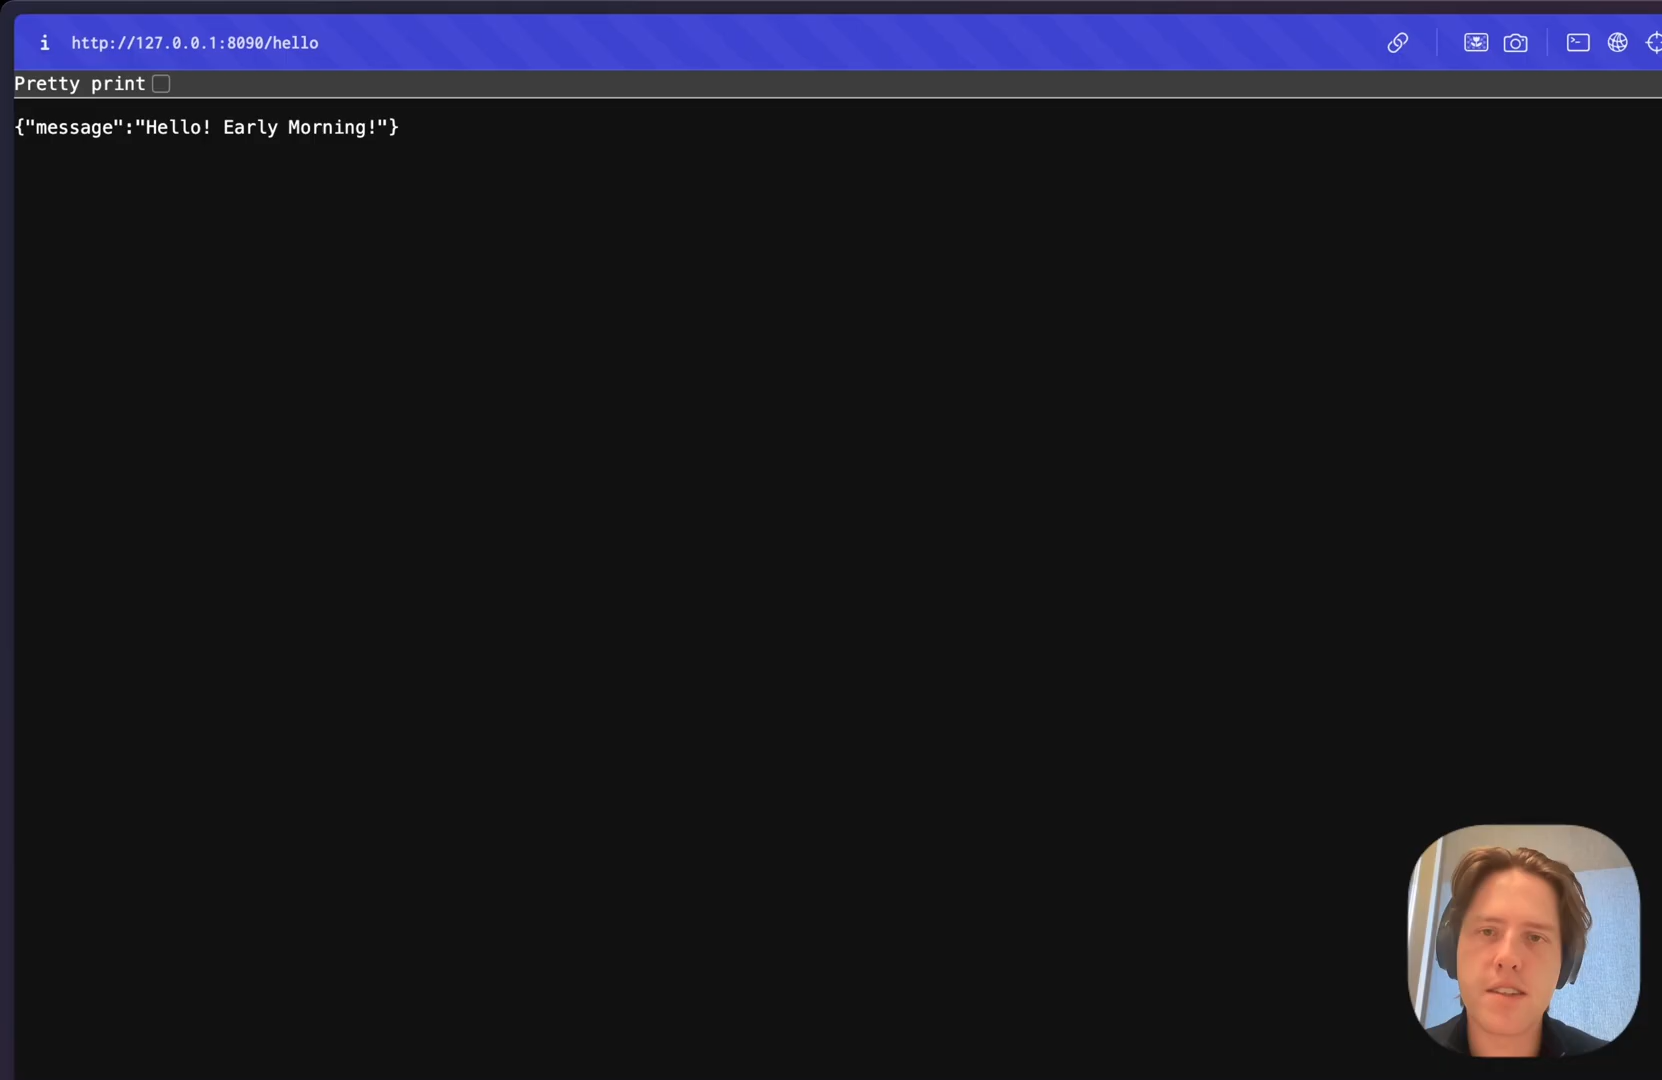 http://127.0.0.1:8090/hello
Pretty print
{"message":"Hello! Early Morning!"}